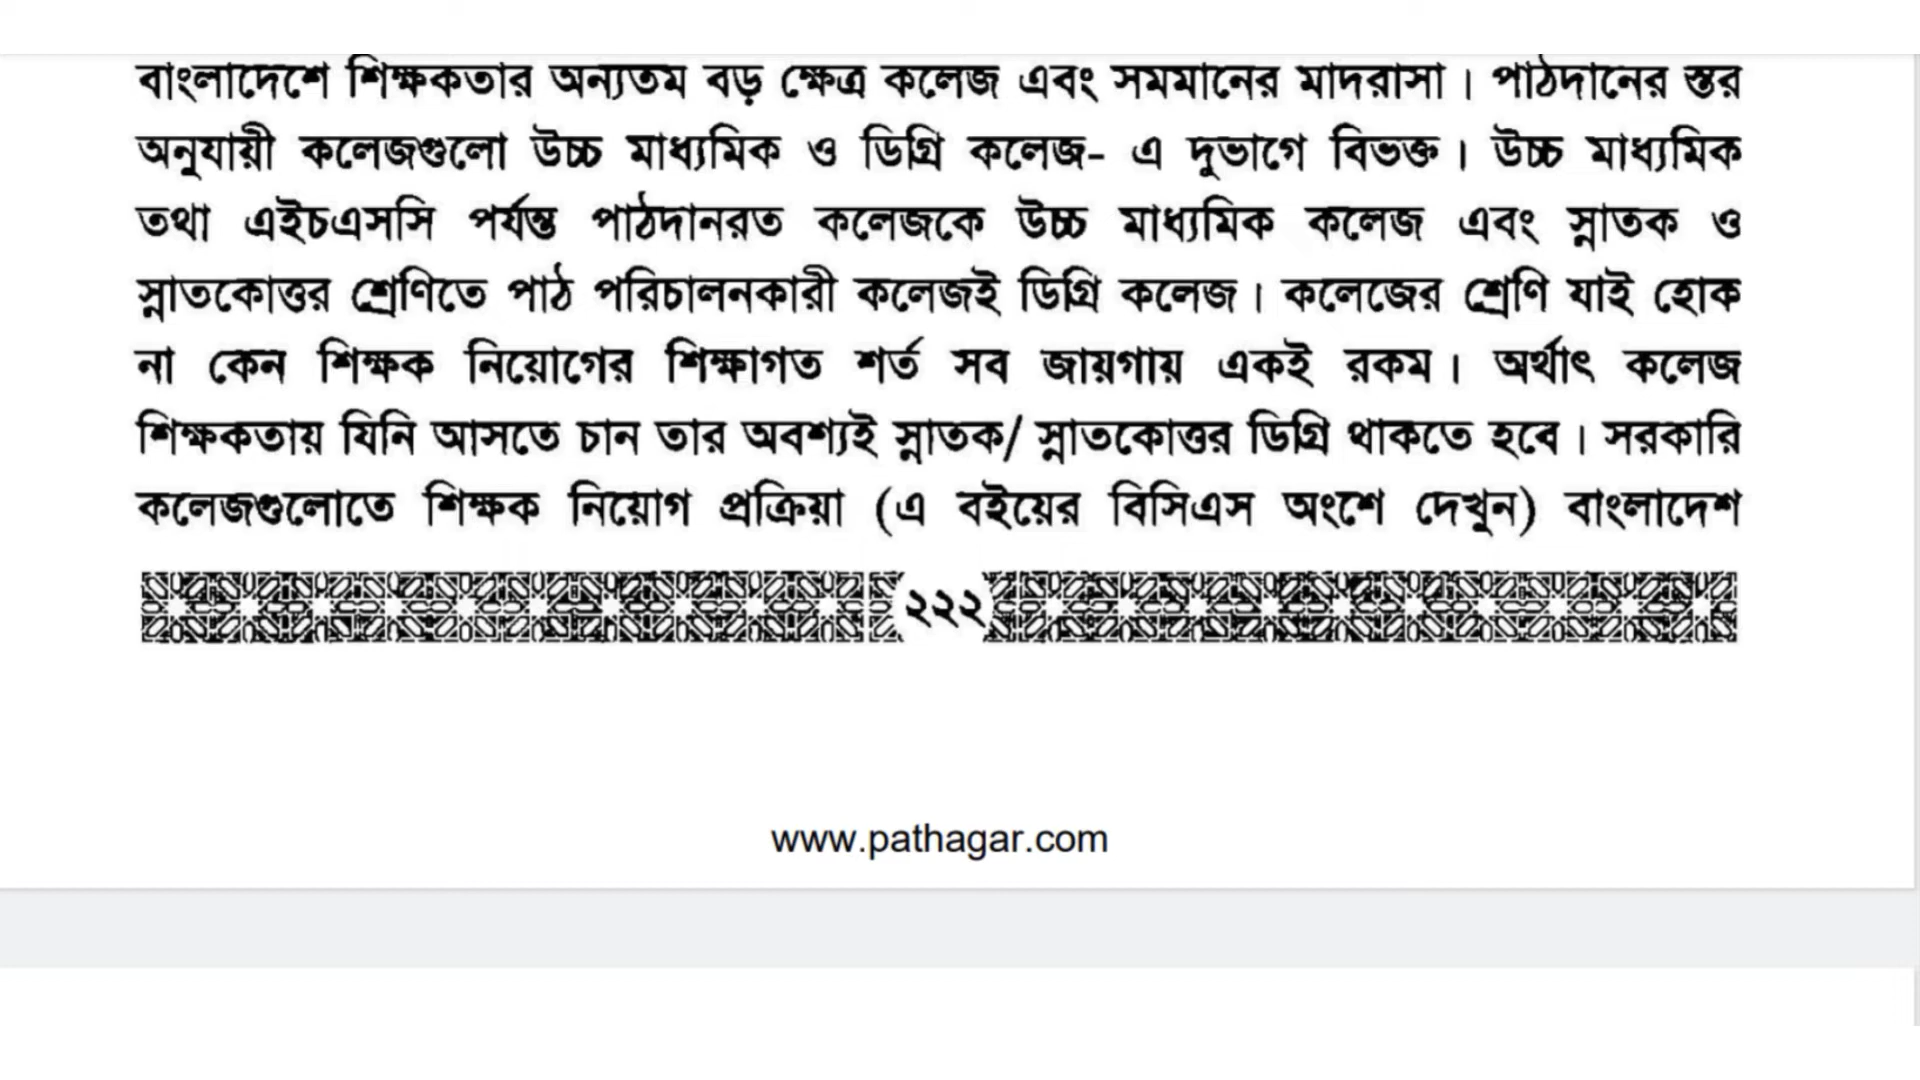 বাংলাদেশে শিক্ষকতার অন্যতম বড় ক্ষেত্র কলেজ এবং সমমানের মাদরাসা। পাঠদানের স্তর
অনুযায়ী কলেজগুলো উচ্চ মাধ্যমিক ও ডিগ্রি কলেজ- এ দুভাগে বিভক্ত। উচ্চ মাধ্যমিক
তথা এইচএসসি পর্যন্ত পাঠদানরত কলেজকে উচ্চ মাধ্যমিক কলেজ এবং স্নাতক ও
স্নাতকোত্তর শ্রেণিতে পাঠ পরিচালনকারী কলেজই ডিগ্রি কলেজ। কলেজের শ্রেণি যাই হোক
না কেন শিক্ষক নিয়োগের শিক্ষাগত শর্ত সব জায়গায় একই রকম। অর্থাৎ কলেজ
শিক্ষকতায় যিনি আসতে চান তার অবশ্যই স্নাতক/ স্নাতকোত্তর ডিগ্রি থাকতে হবে। সরকারি
কলেজগুলোতে শিক্ষক নিয়োগ প্রক্রিয়া (এ বইয়ের বিসিএস অংশে দেখুন) বাংলাদেশ
২২২
www.pathagar.com